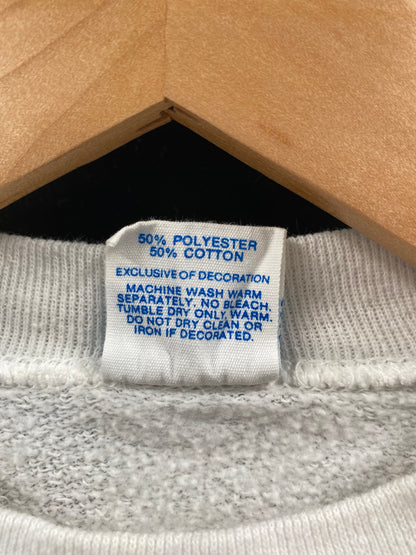 50% POLYESTER
50% COTTON
EXCLUSIVE OF DECORATION
MACHINE WASH WARM
SEPARATELY. NO BLEACH.
TUMBLE DRY ONLY, WARM.
DO NOT DRY CLEAN OR
IRON IF DECORATED.